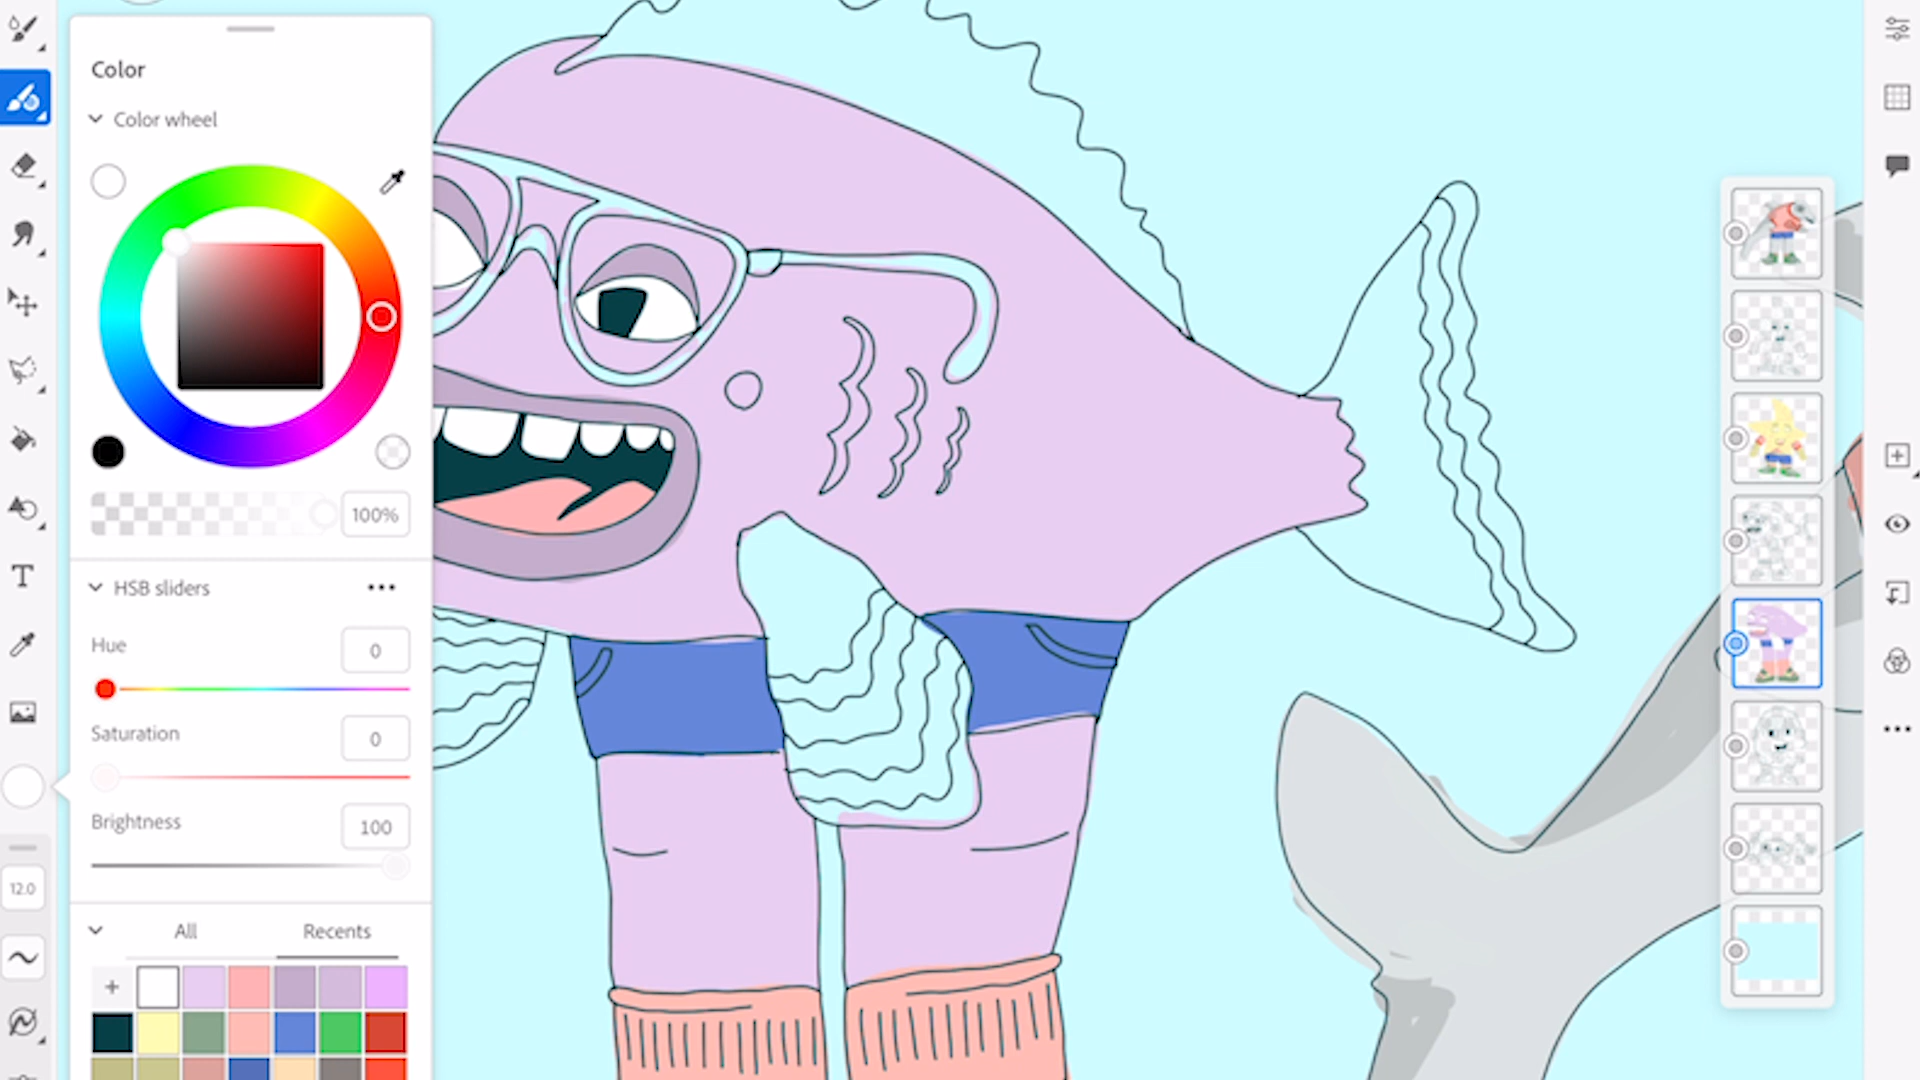 Color
Color wheel
100%
HSB sliders
Hue
0
Saturation
0
Brightness
100
12.0
All Recents